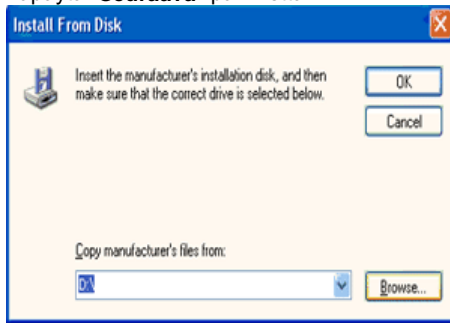 Install From Disk
Insert the manufacturer's installation disk, and then
make sure that the correct drive is selected below.
OK
Cancel
Copy manufacturer's files from:
D:\
Browse...